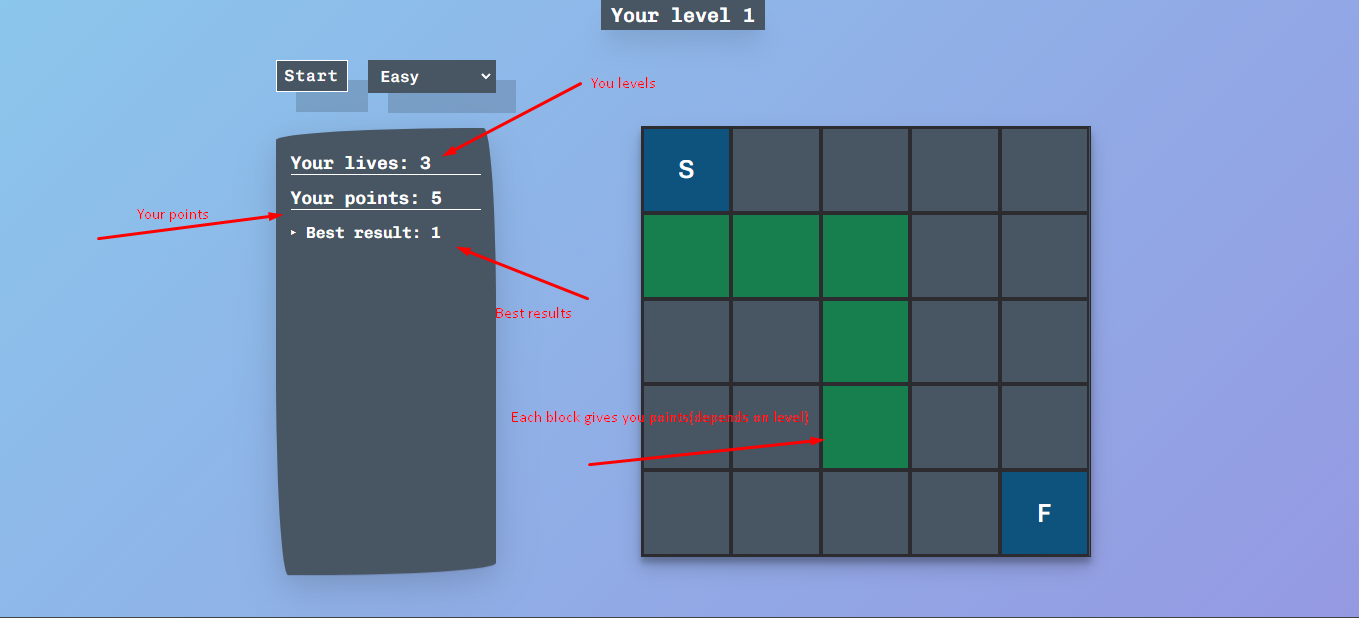 Your level 1
Start
Easy
You levels
Your lives: 3
Your points: 5
Your points
Best result: 1
Best results
Each block gives you points(depends on level)
S
F